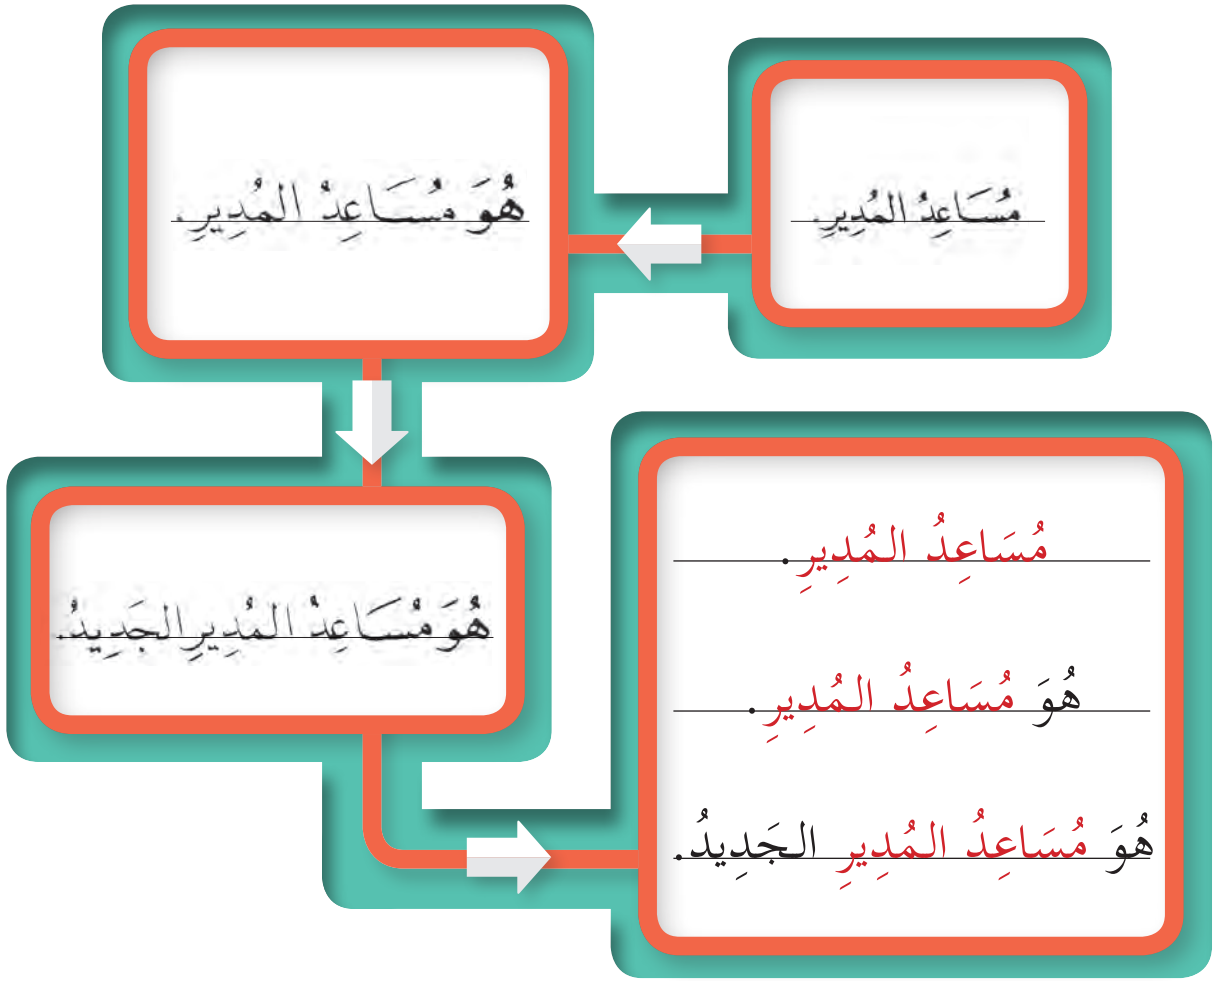 مُسَاعِدُ المُدِيرِ.
هُوَ مُسَاعِدُ المُدِيرِ.
هُوَ مُسَاعِدُ المُدِيرِ الجَدِيدُ.
مُسَاعِدُ المُدِيرِ.
هُوَ مُسَاعِدُ المُدِيرِ.
هُوَ مُسَاعِدُ المُدِيرِ الجَدِيدُ.